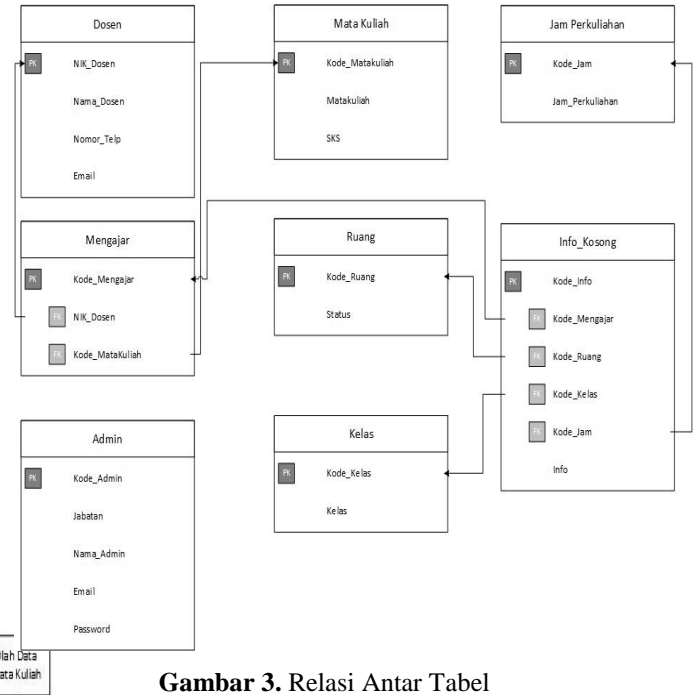 Dosen
PK NIK_Dosen
Nama_Dosen
Nomor_Telp
Email
Mata Kuliah
PK Kode_Matakuliah
Matakuliah
SKS
Jam Perkuliahan
PK Kode_Jam
Jam_Perkuliahan
Mengajar
PK Kode_Mengajar
FK NIK_Dosen
FK Kode_MataKuliah
Ruang
PK Kode_Ruang
Status
Info_Kosong
PK Kode_Info
FK Kode_Mengajar
FK Kode_Ruang
FK Kode_Kelas
FK Kode_Jam
Info
Admin
PK Kode_Admin
Jabatan
Nama_Admin
Email
Password
Kelas
PK Kode_Kelas
Kelas
Data
Kuliah
Gambar 3. Relasi Antar Tabel